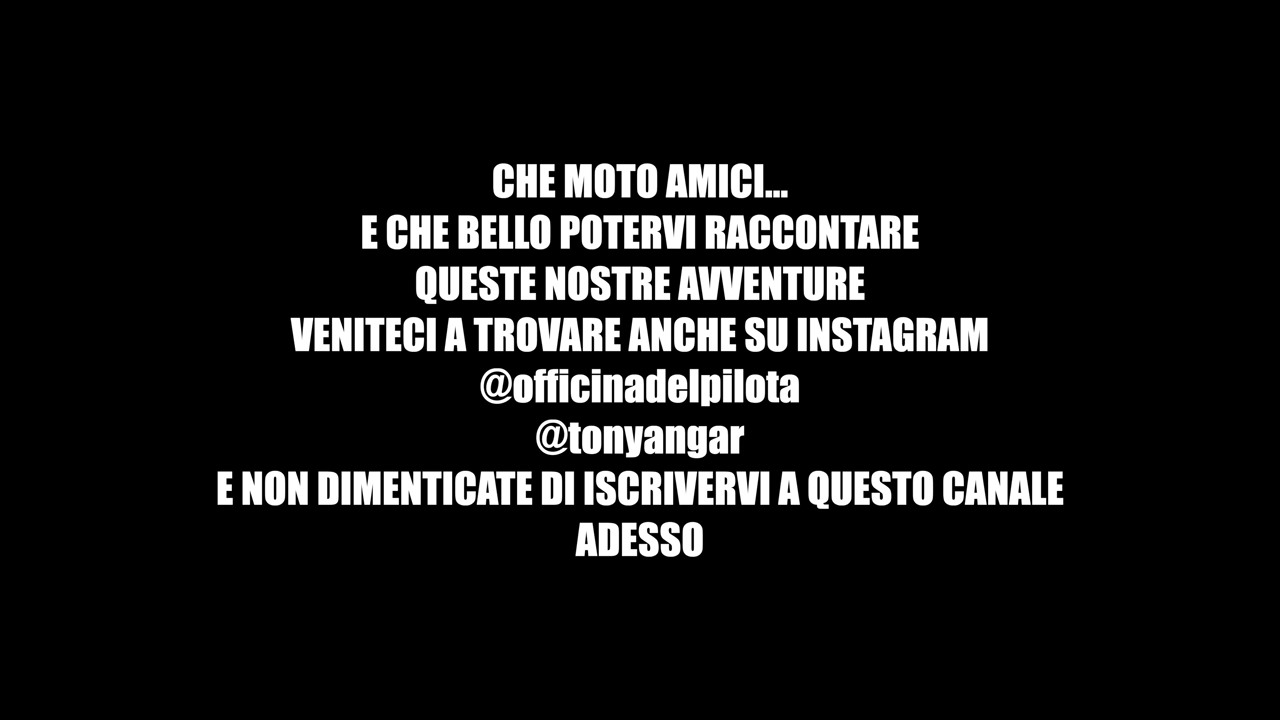 CHE MOTO AMICI...
E CHE BELLO POTERVI RACCONTARE
QUESTE NOSTRE AVVENTURE
VENITECI A TROVARE ANCHE SU INSTAGRAM
@officinadelpilota
@tonyangar
E NON DIMENTICATE DI ISCRIVERVI A QUESTO CANALE
ADESSO